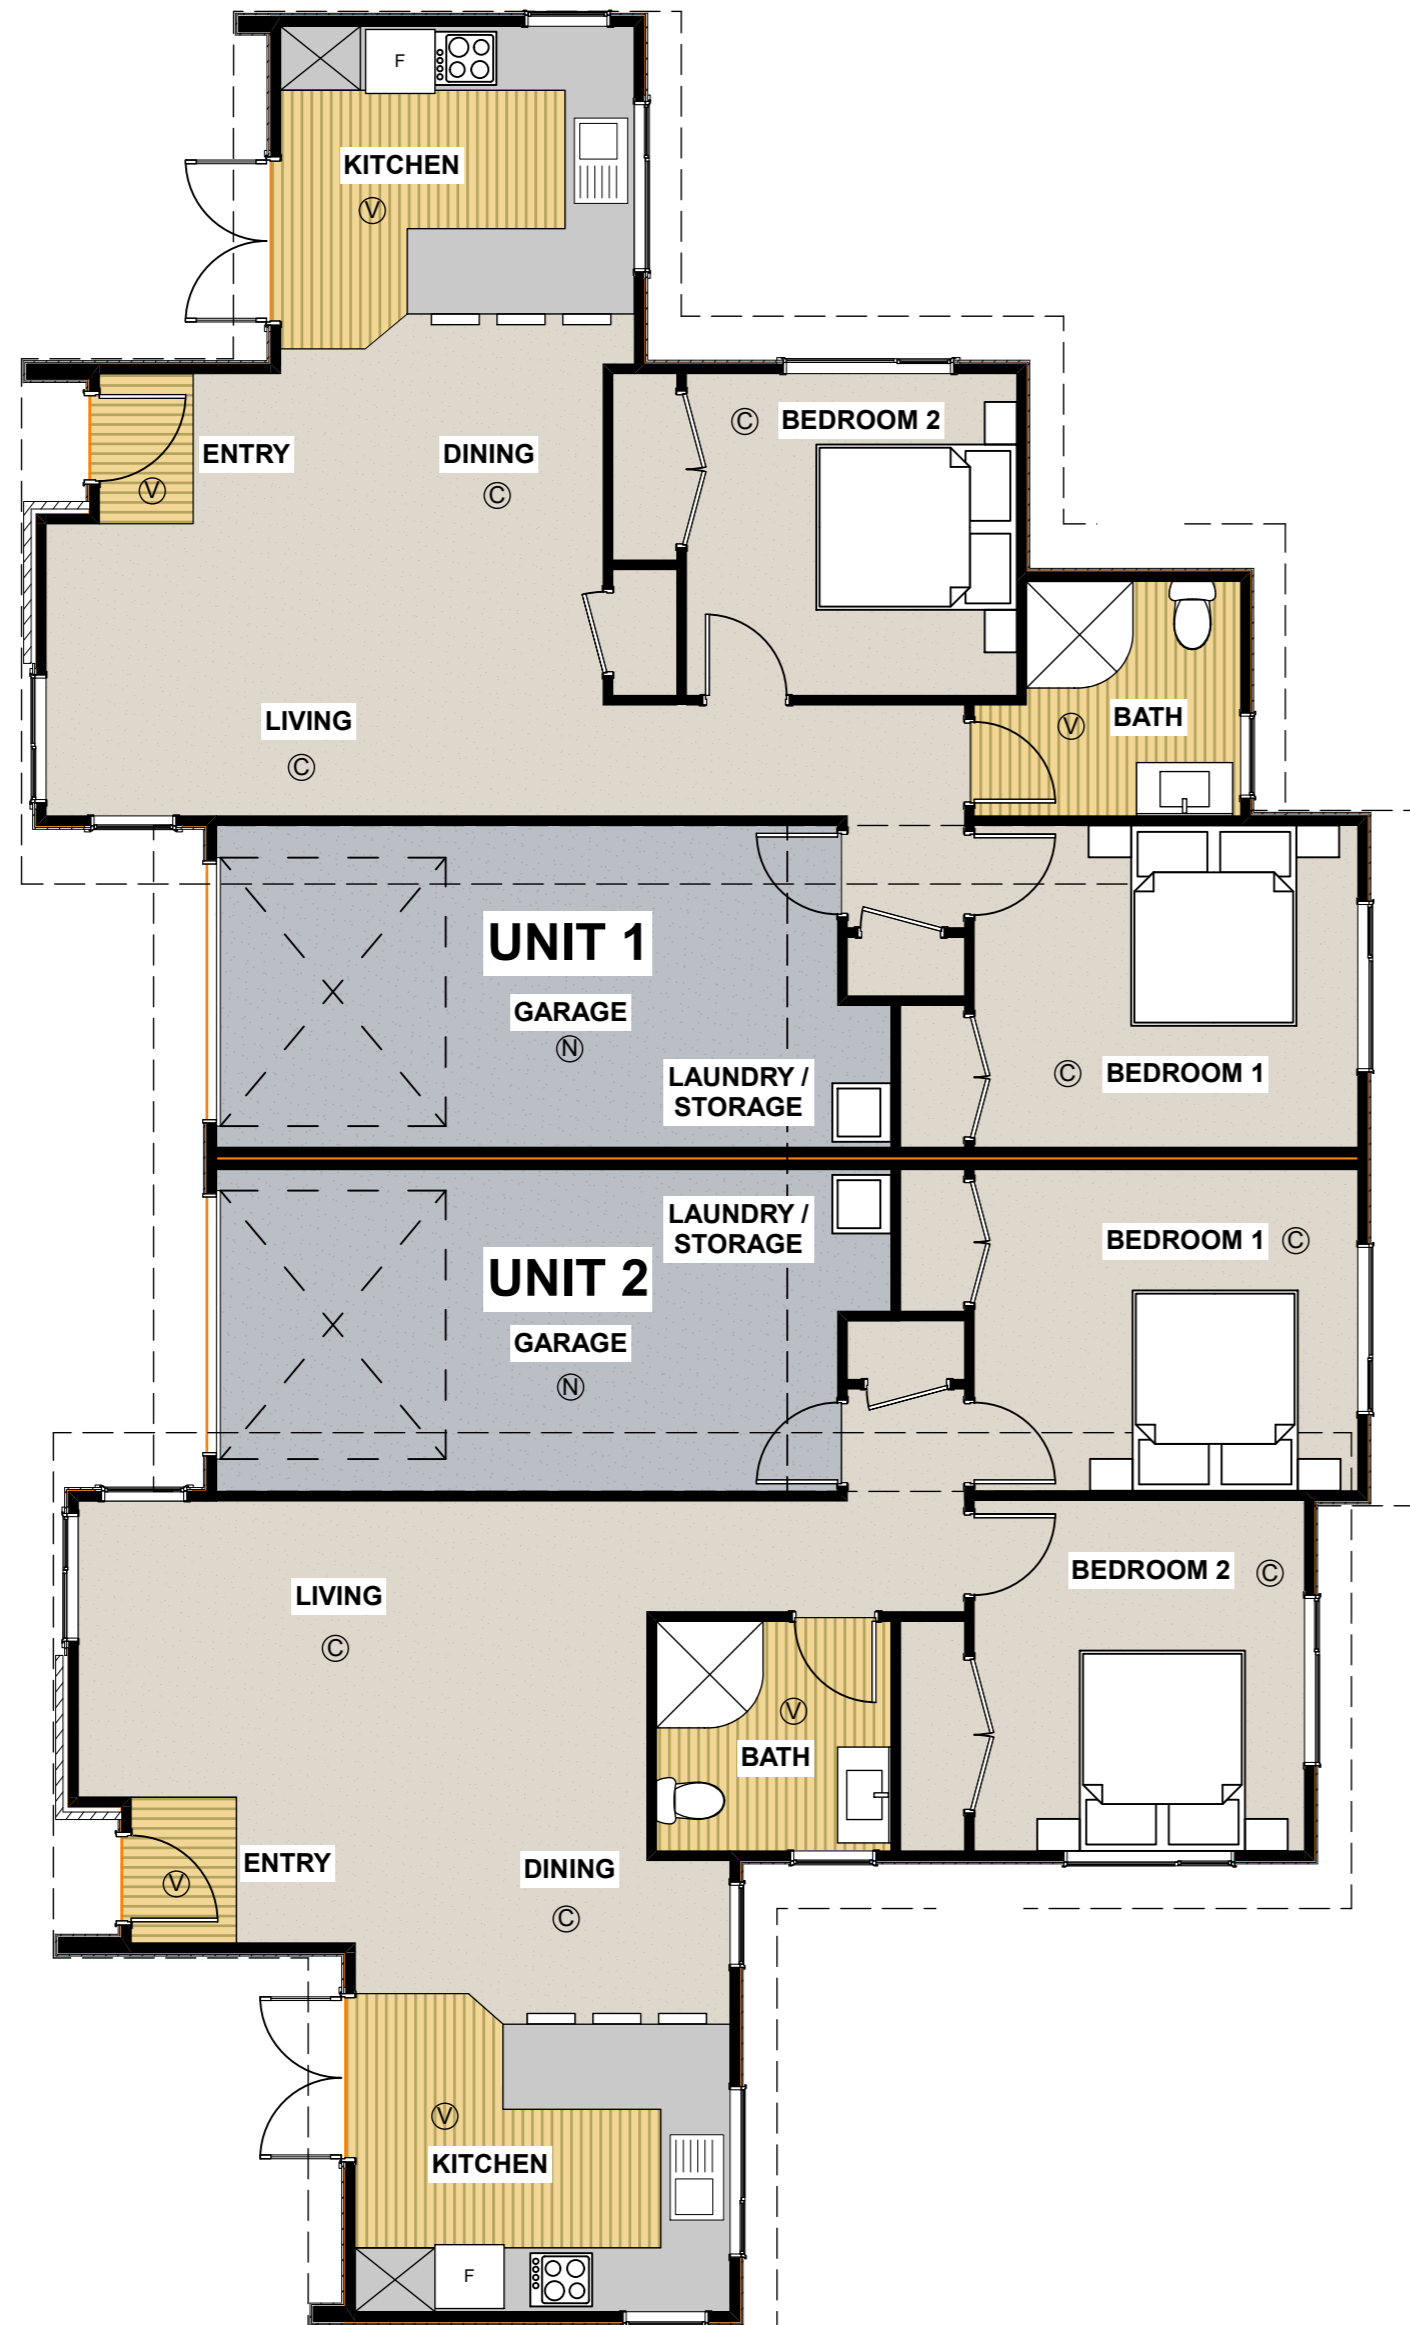 F
KITCHEN
V
BEDROOM 2
C
ENTRY
DINING
V
C
LIVING
C
BATH
V
UNIT 1
GARAGE
N
LAUNDRY /
STORAGE
C
BEDROOM 1
LAUNDRY /
STORAGE
BEDROOM 1
C
UNIT 2
GARAGE
N
BEDROOM 2
C
LIVING
C
V
BATH
ENTRY
V
DINING
C
V
KITCHEN
F